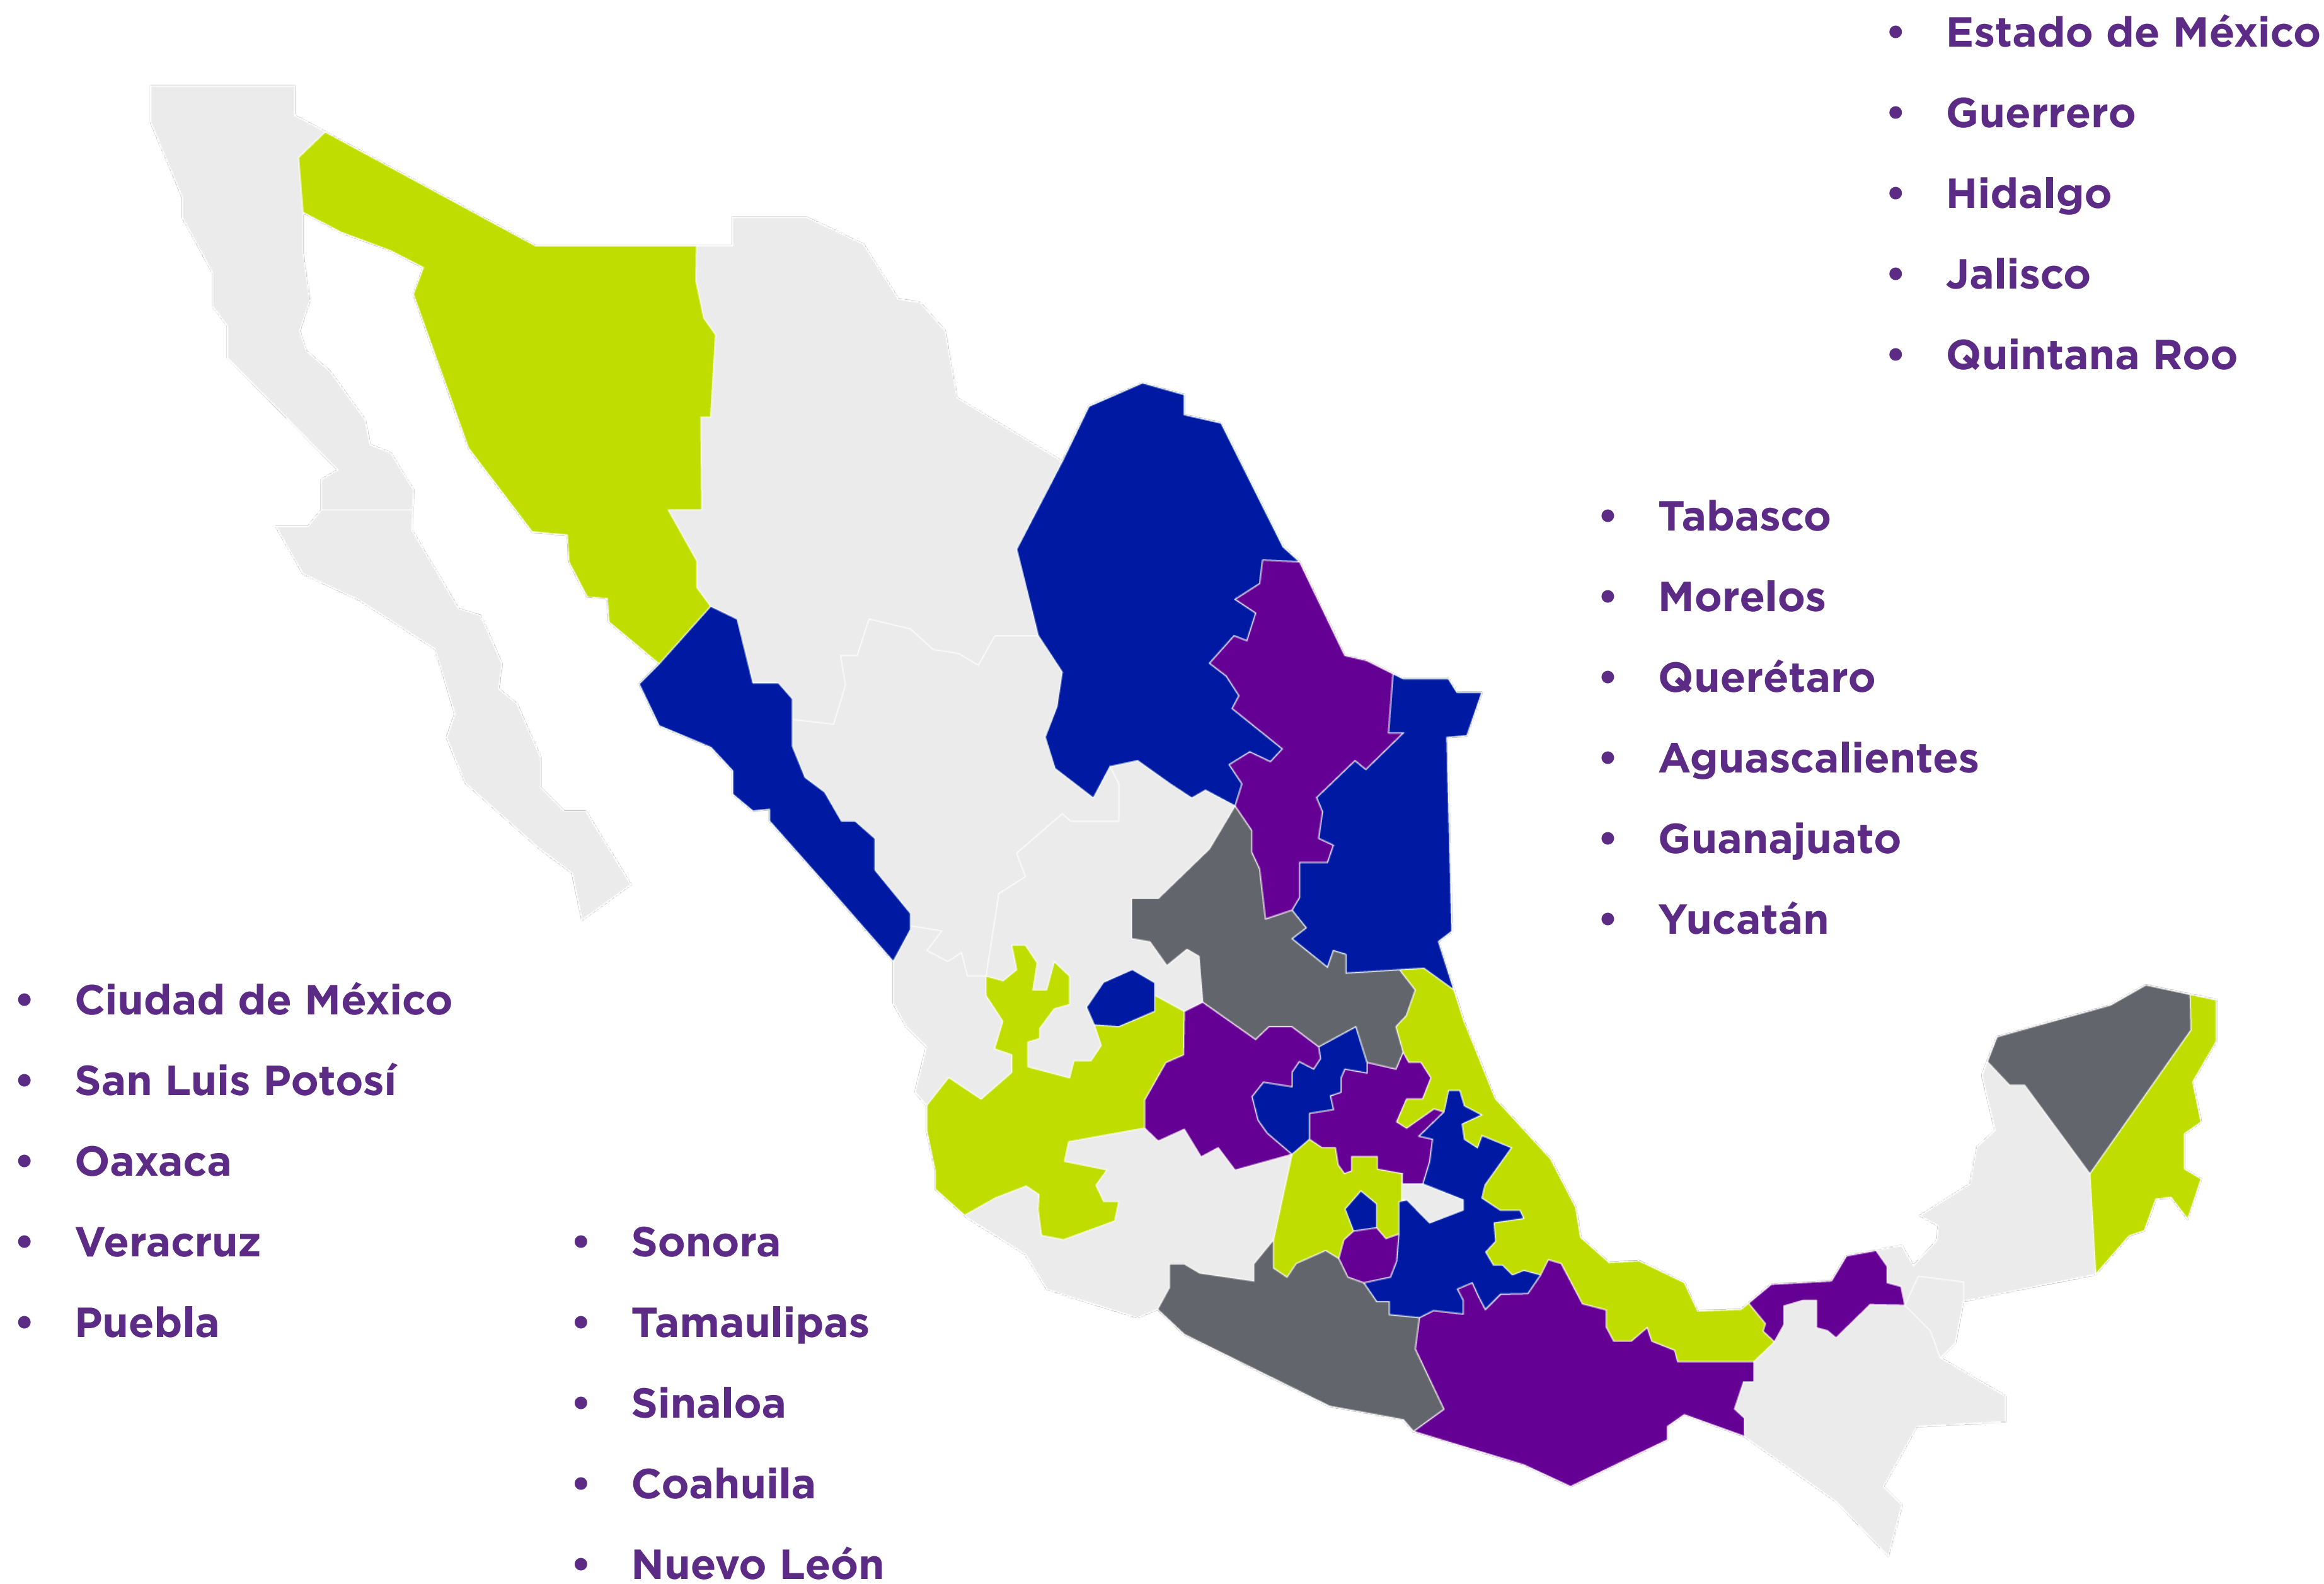 • Estado de México
• Guerrero
• Hidalgo
• Jalisco
• Quintana Roo
• Tabasco
• Morelos
• Querétaro
• Aguascalientes
• Guanajuato
• Yucatán
• Ciudad de México
• San Luis Potosí
• Oaxaca
• Veracruz
• Puebla
• Sonora
• Tamaulipas
• Sinaloa
• Coahuila
• Nuevo León